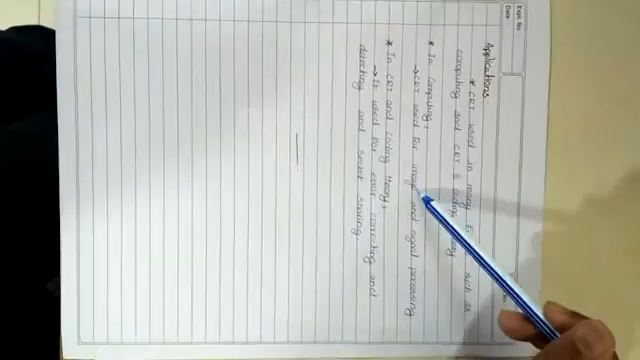 Expt. No.
Date
Applications.
* CRT used in many such as
computing and CRT & coding
* In Computing,
→ CRT used for image and signal processing
* In CRT and coding theory,
→ It used for error correcting and
detecting and secret sharing.